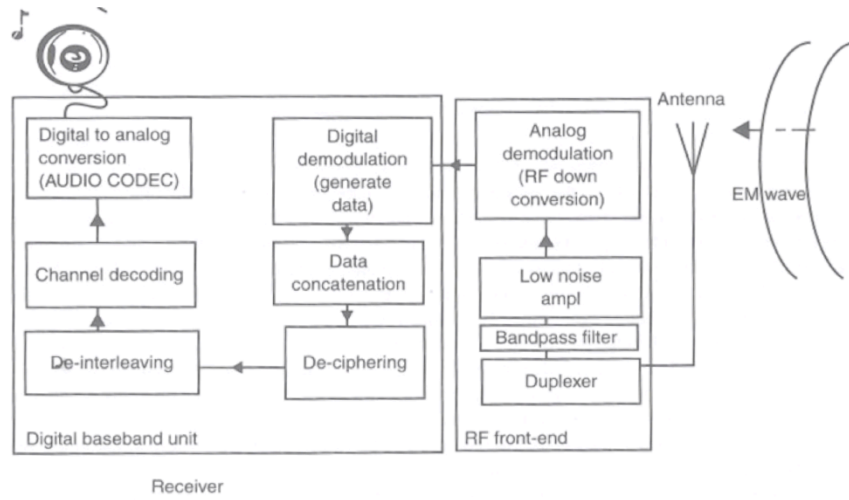 Digital to analog
conversion
(AUDIO CODEC)
Digital
demodulation
(generate
data)
Analog
demodulation
(RF down
conversion)
Antenna
EM wave
Channel decoding
Data
concatenation
Low noise
ampl
Bandpass filter
De-interleaving
De-ciphering
Duplexer
Digital baseband unit
RF front-end
Receiver